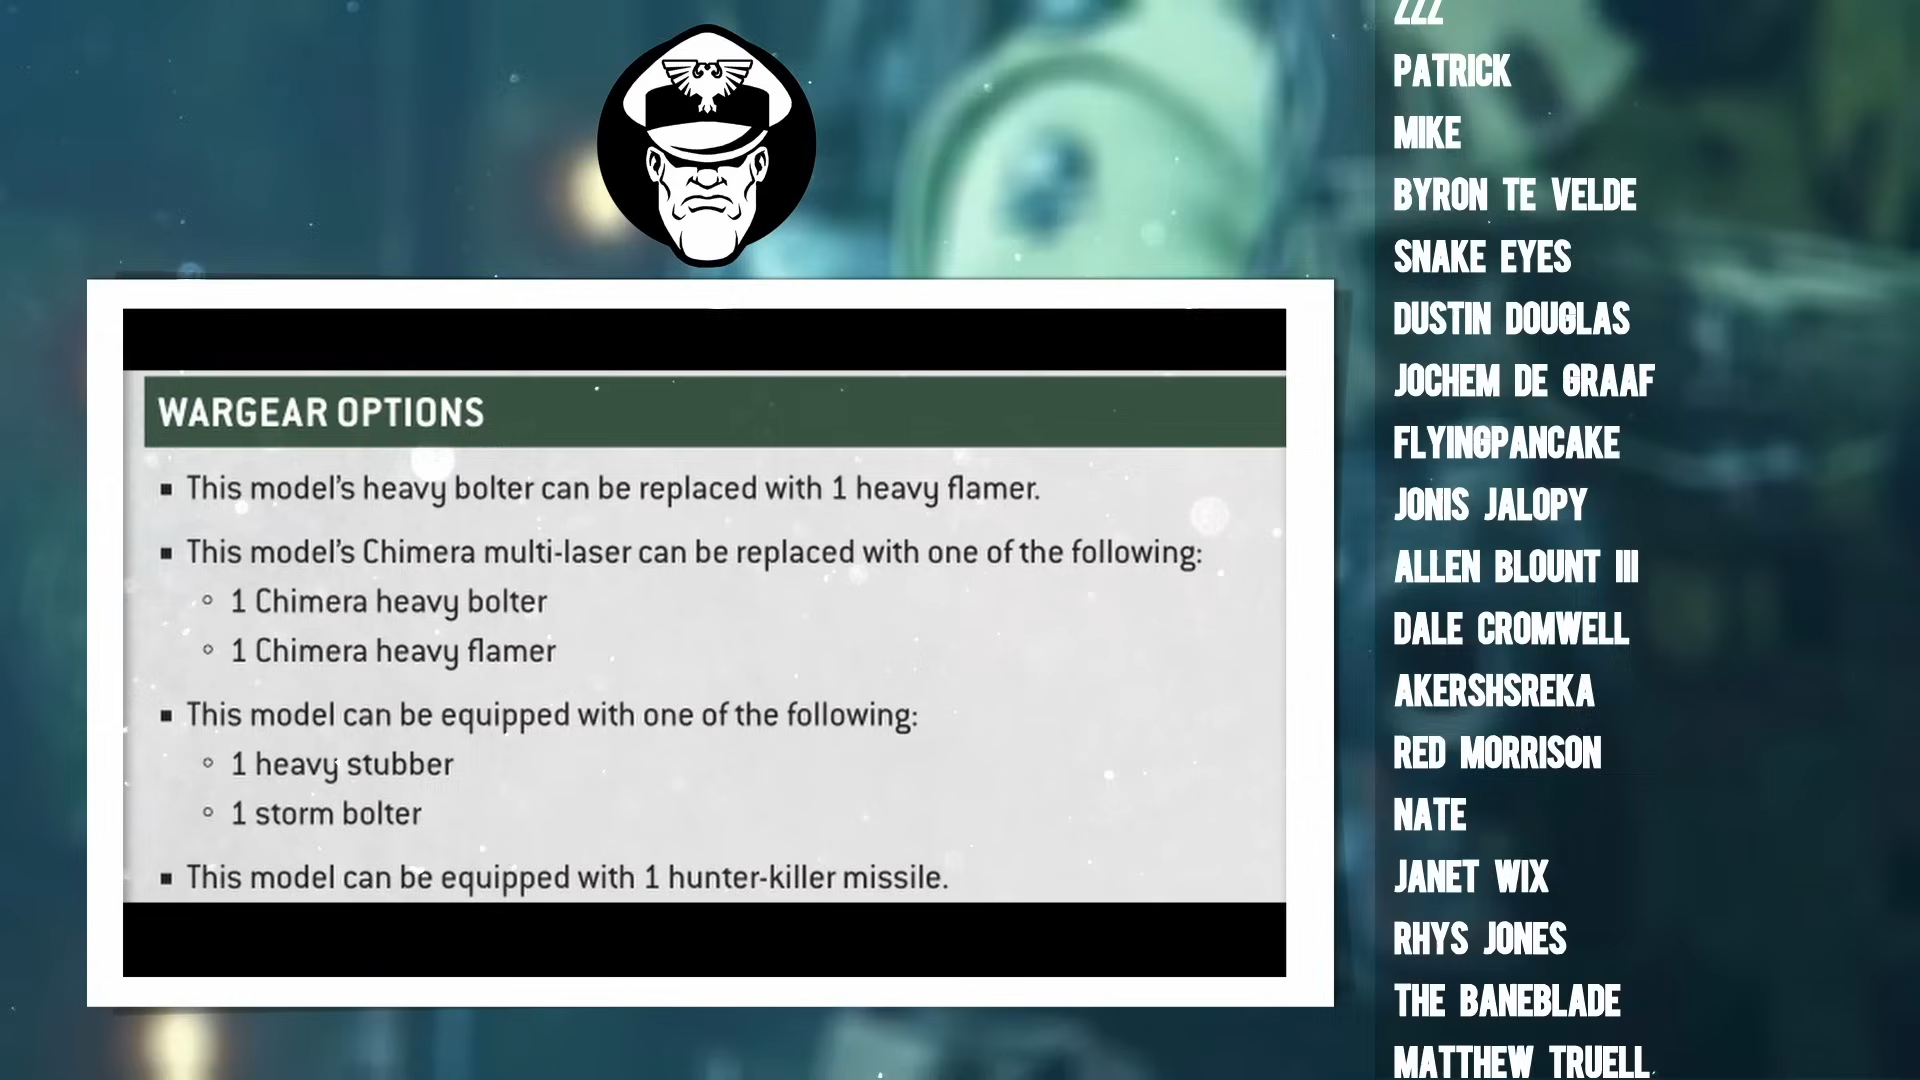 WARGEAR OPTIONS
▪ This model's heavy bolter can be replaced with 1 heavy flamer.
▪ This model's Chimera multi-laser can be replaced with one of the following:
◦ 1 Chimera heavy bolter
◦ 1 Chimera heavy flamer
▪ This model can be equipped with one of the following:
◦ 1 heavy stubber
◦ 1 storm bolter
▪ This model can be equipped with 1 hunter-killer missile.
ZZZ
PATRICK
MIKE
BYRON TE VELDE
SNAKE EYES
DUSTIN DOUGLAS
JOCHEM DE GRAAF
FLYINGPANCAKE
JONIS JALOPY
ALLEN BLOUNT III
DALE CROMWELL
AKERSHSREKA
RED MORRISON
NATE
JANET WIX
RHYS JONES
THE BANEBLADE
MATTHEW TRUELL